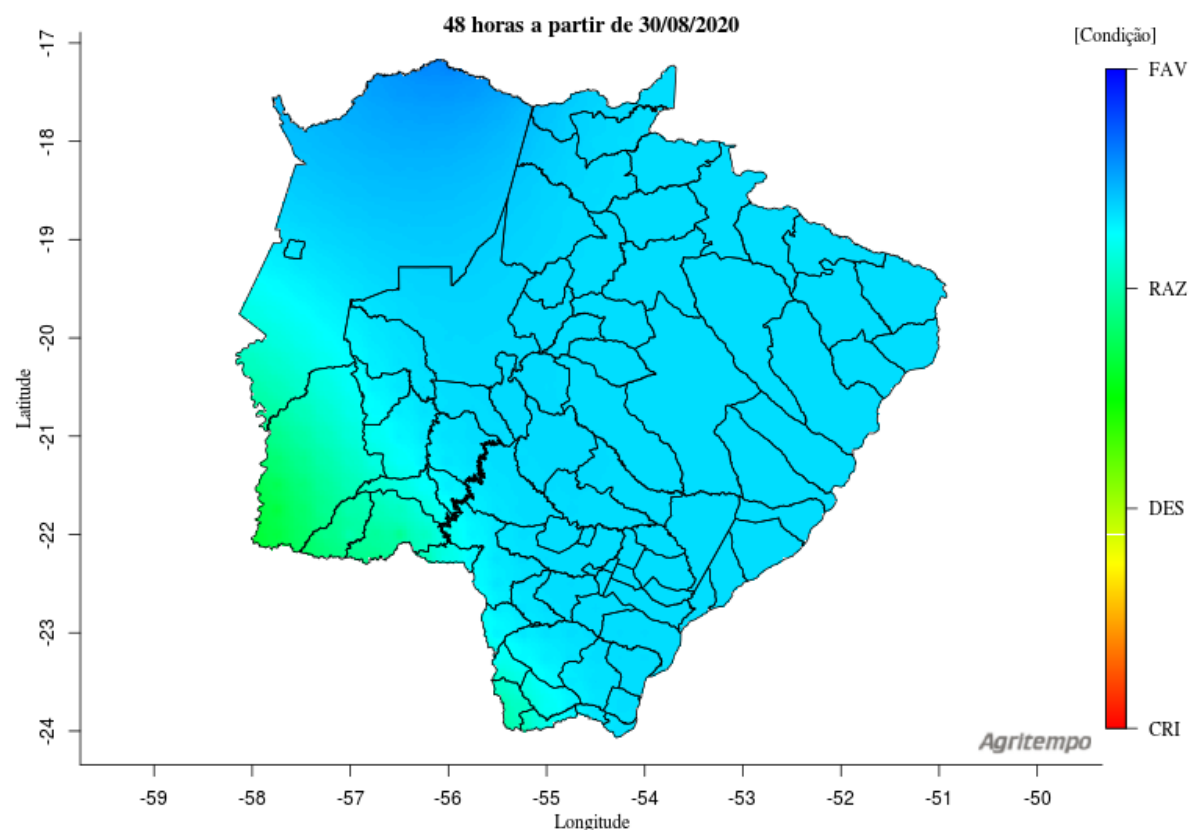 48 horas a partir de 30/08/2020
[Condição]
FAV
RAZ
DES
CRI
Latitude
-17
-18
-19
-20
-21
-22
-23
-24
Agritempo
-59
-58
-57
-56
-55
-54
-53
-52
-51
-50
Longitude